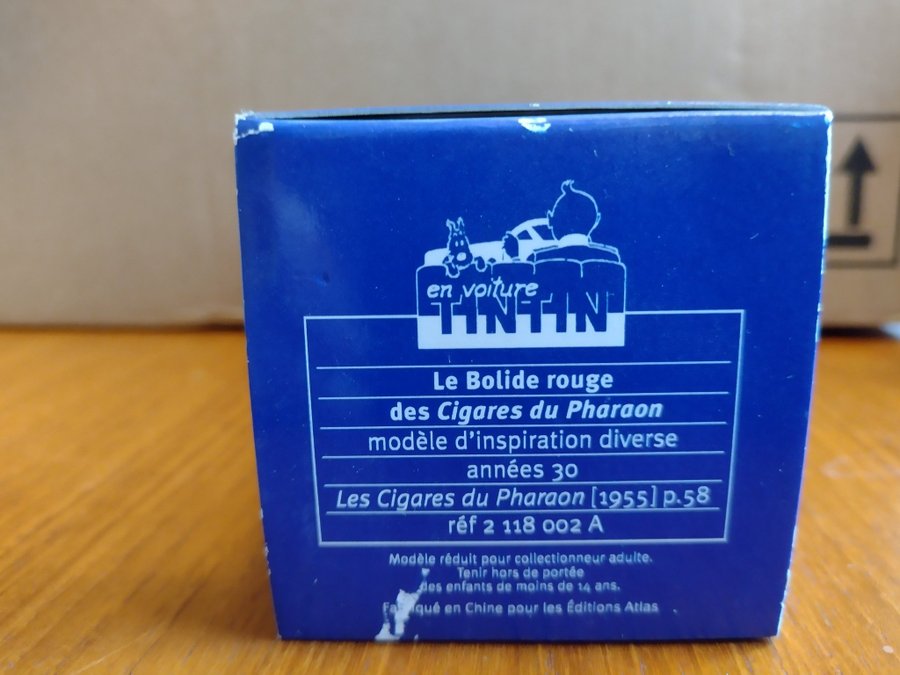 en voiture
TINTIN
Le Bolide rouge
des Cigares du Pharaon
modèle d'inspiration diverse
années 30
Les Cigares du Pharaon [1955] p.58
réf 2 118 002 A
Modèle réduit pour collectionneur adulte.
Tenir hors de portée
des enfants de moins de 14 ans.
Fabriqué en Chine pour les Éditions Atlas